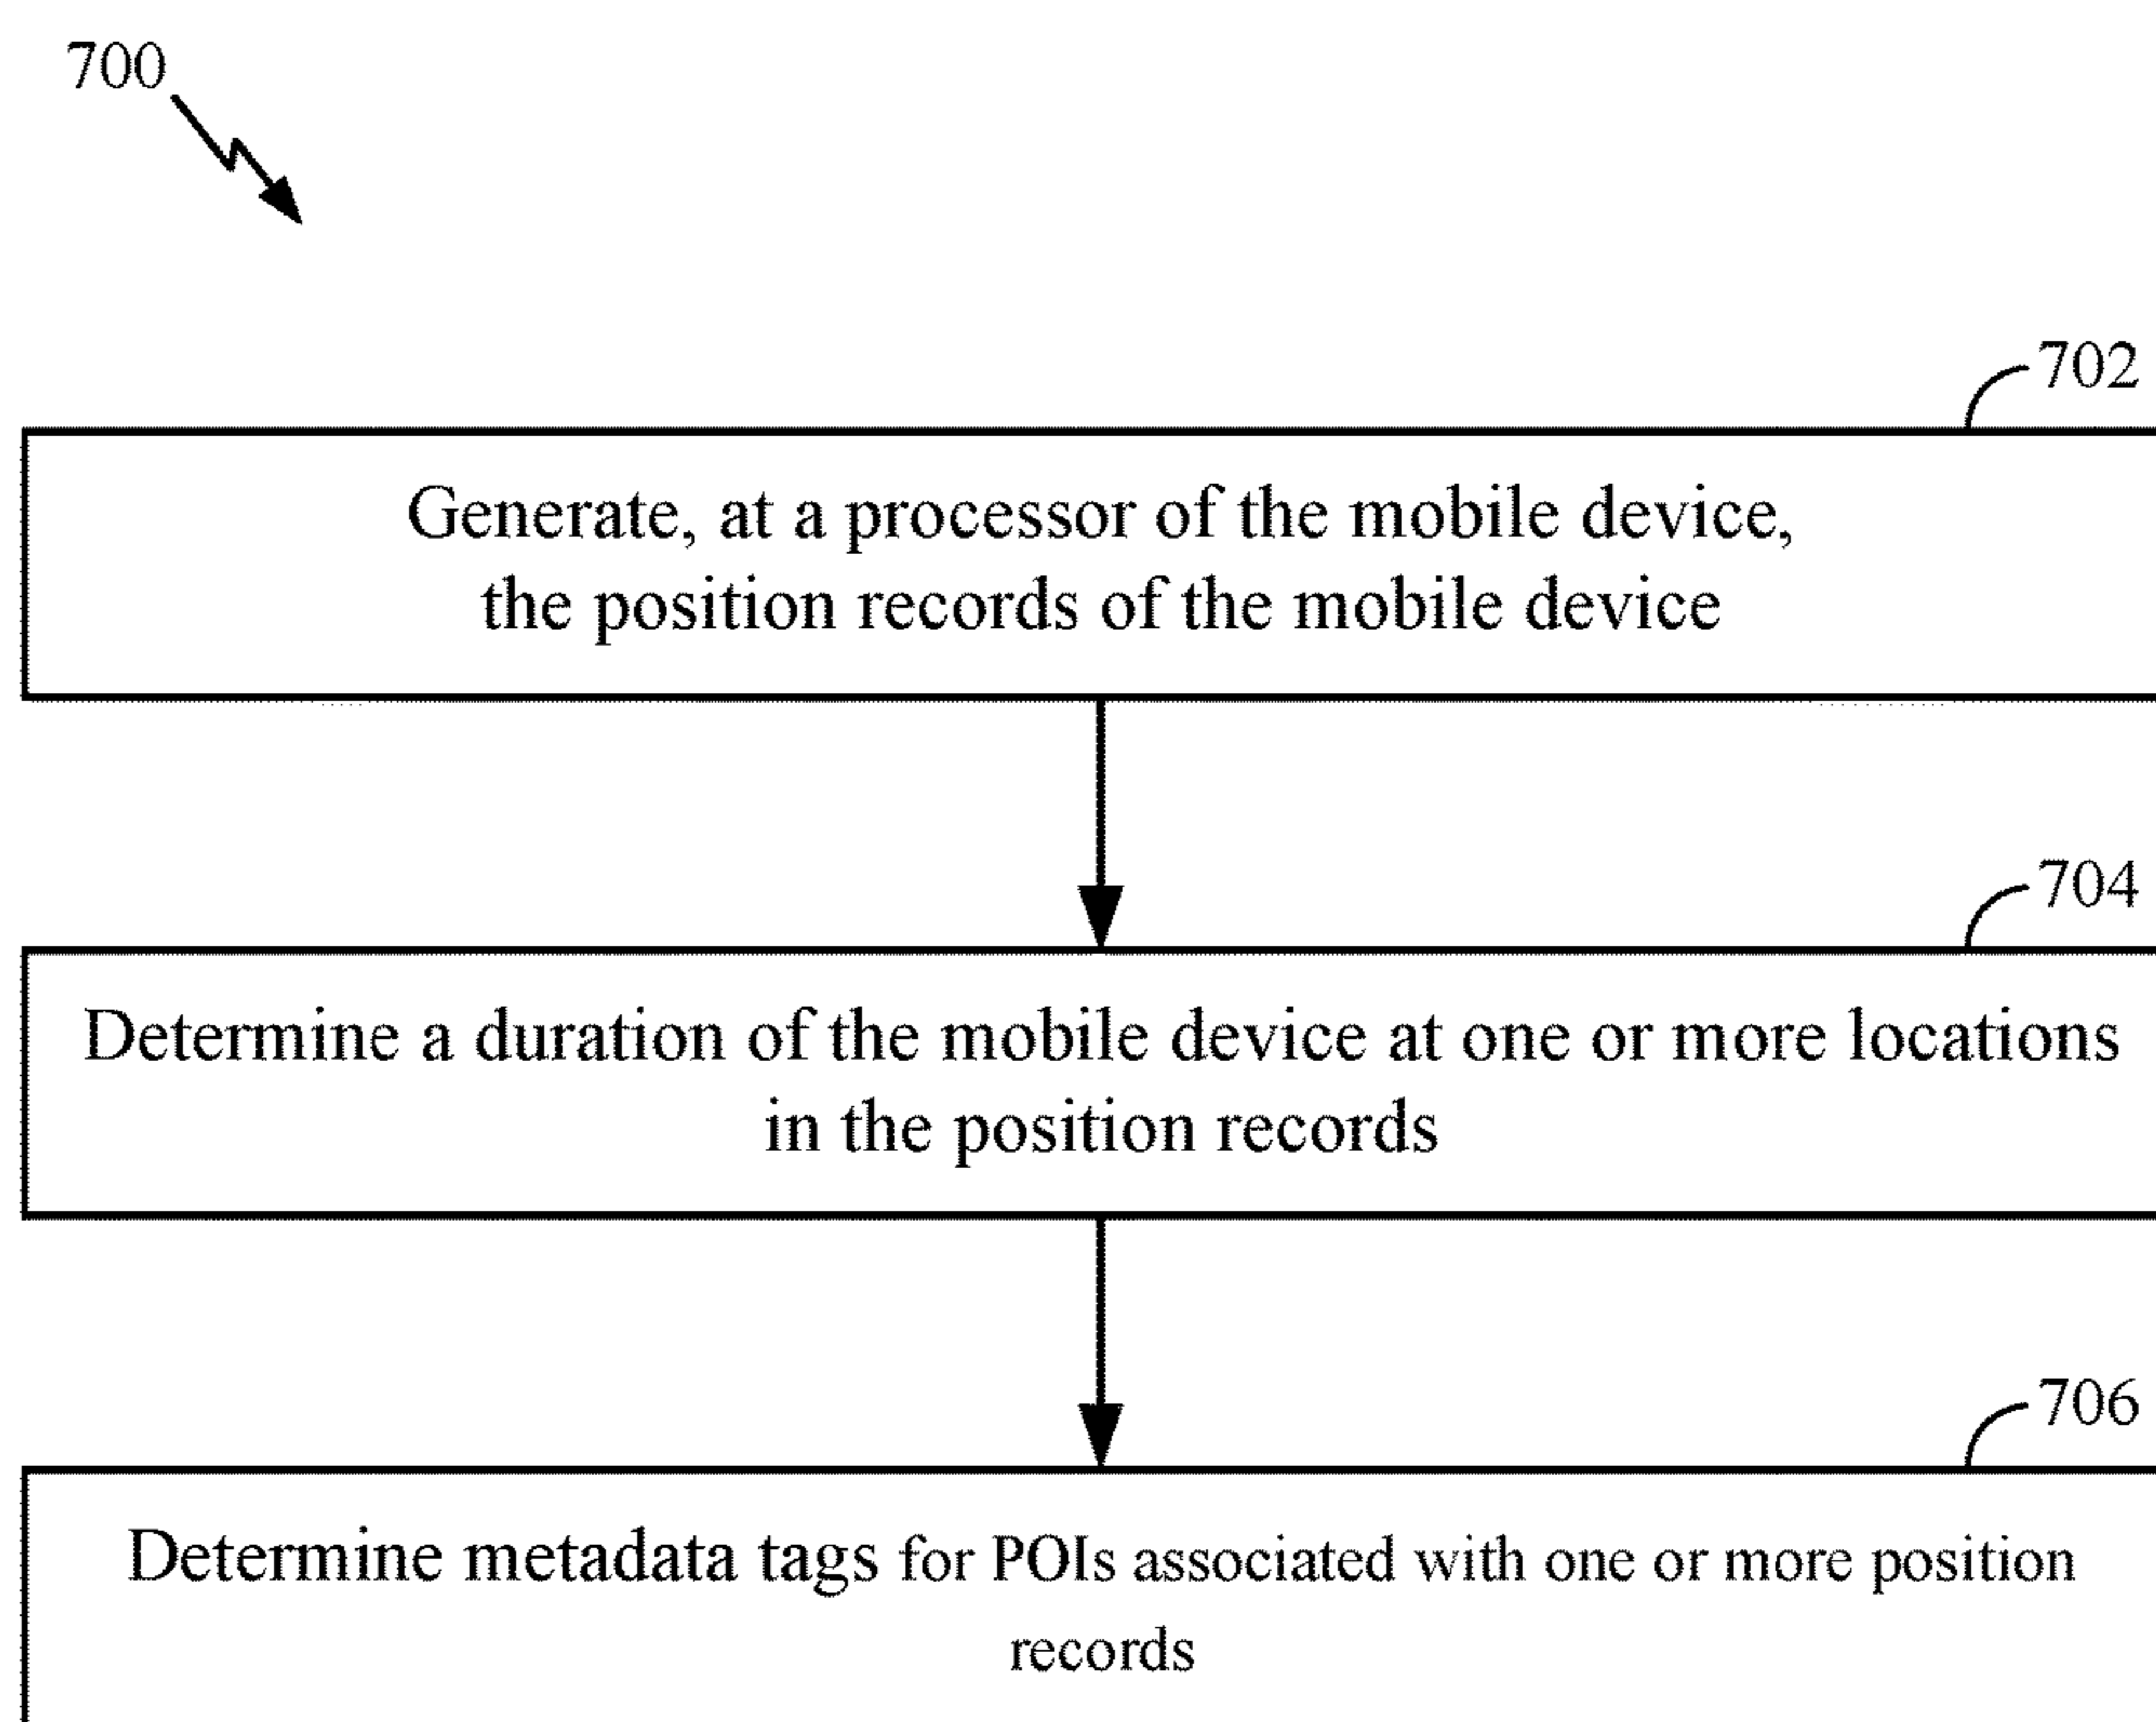 700
702
Generate, at a processor of the mobile device,
the position records of the mobile device
704
Determine a duration of the mobile device at one or more locations
in the position records
706
Determine metadata tags for POIs associated with one or more position
records